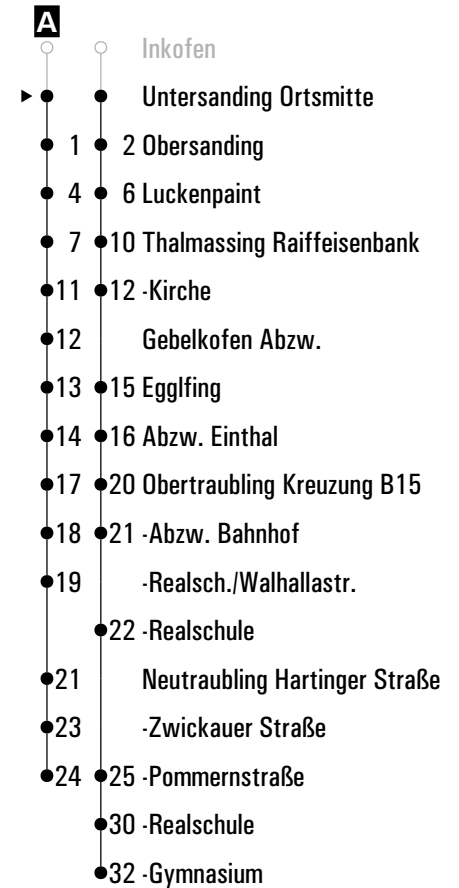 A
Inkofen
Untersanding Ortsmitte
1 2 Obersanding
4 6 Luckenpaint
7 10 Thalmassing Raiffeisenbank
11 12 -Kirche
12 Gebelkofen Abzw.
13 15 Egglfing
14 16 Abzw. Einthal
17 20 Obertraubling Kreuzung B15
18 21 -Abzw. Bahnhof
19 -Realsch./Walhallastr.
22 -Realschule
21 Neutraubling Hartinger Straße
23 -Zwickauer Straße
24 25 -Pommernstraße
30 -Realschule
32 -Gymnasium